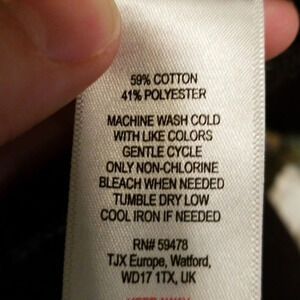 59% COTTON
41% POLYESTER
MACHINE WASH COLD
WITH LIKE COLORS
GENTLE CYCLE
ONLY NON-CHLORINE
BLEACH WHEN NEEDED
TUMBLE DRY LOW
COOL IRON IF NEEDED
RN# 59478
TJX Europe, Watford,
WD17 1TX, UK